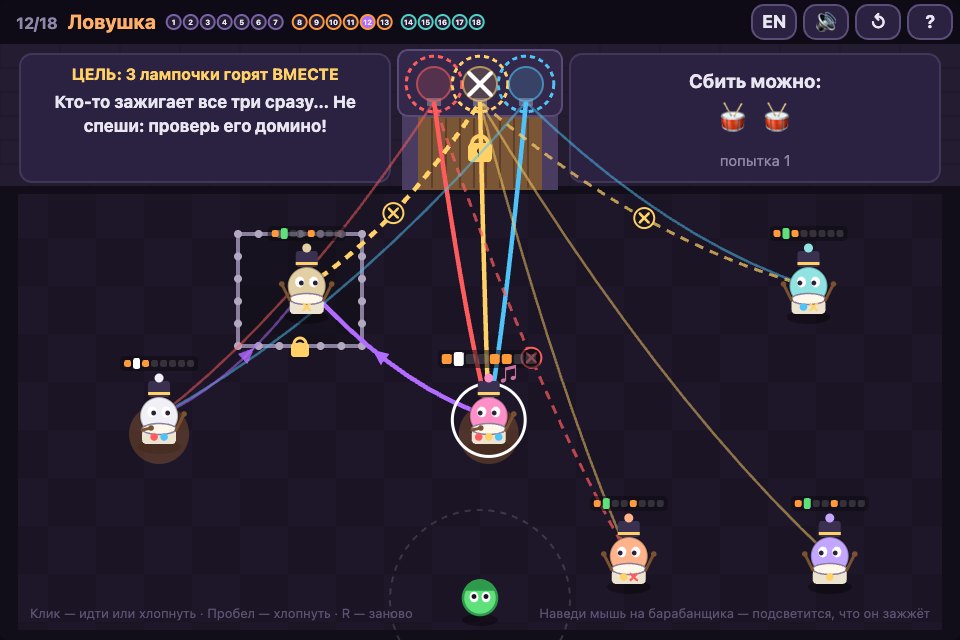 12/18 Ловушка 1 2 3 4 5 6 7 8 9 10 11 12 13 14 15 16 17 18 EN ?
ЦЕЛЬ: 3 лампочки горят ВМЕСТЕ
Кто-то зажигает все три сразу... Не
спеши: проверь его домино!
Сбить можно:
попытка 1
Клик — идти или хлопнуть · Пробел — хлопнуть · R — заново
Наведи мышь на барабанщика — подсветится, что он зажжёт